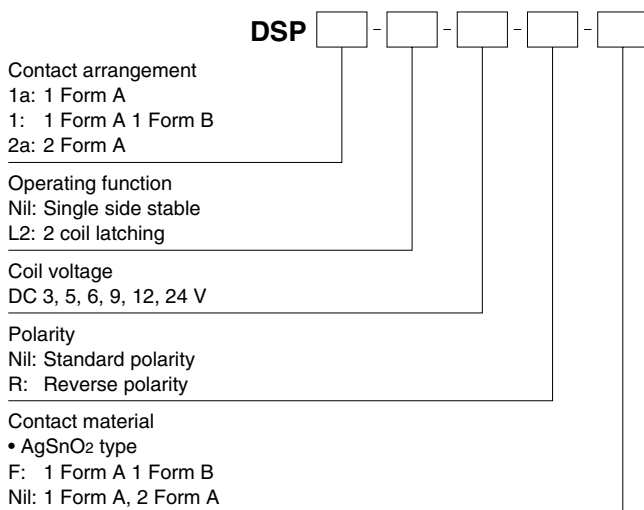 DSP - - - -
Contact arrangement
1a: 1 Form A
1: 1 Form A 1 Form B
2a: 2 Form A
Operating function
Nil: Single side stable
L2: 2 coil latching
Coil voltage
DC 3, 5, 6, 9, 12, 24 V
Polarity
Nil: Standard polarity
R: Reverse polarity
Contact material
• AgSnO2 type
F: 1 Form A 1 Form B
Nil: 1 Form A, 2 Form A